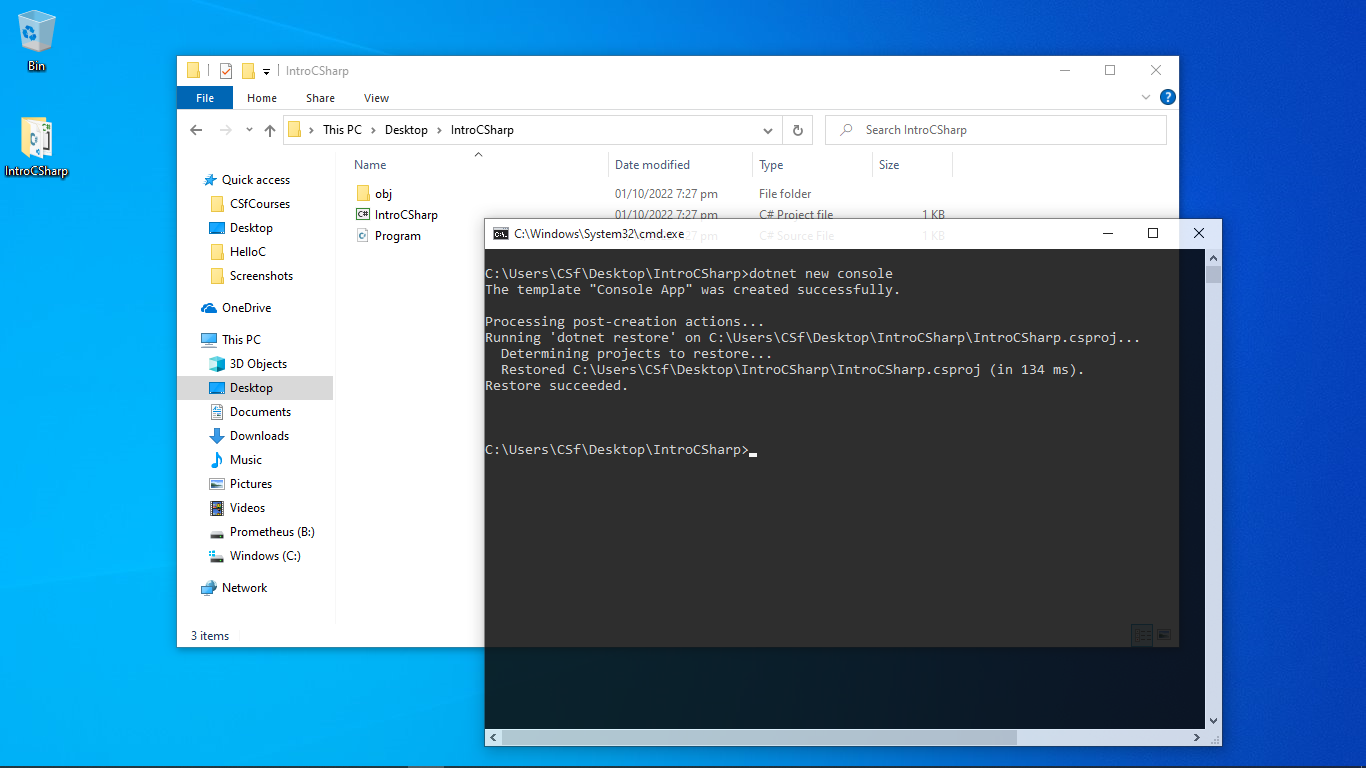 Bin
IntroCSharp
IntroCSharp
File Home Share View
This PC Desktop IntroCSharp
Search IntroCSharp
Name Date modified Type Size
Quick access
CSfCourses
Desktop
HelloC
Screenshots
OneDrive
This PC
3D Objects
Desktop
Documents
Downloads
Music
Pictures
Videos
Prometheus (B:)
Windows (C:)
Network
3 items
obj 01/10/2022 7:27 pm File folder
IntroCSharp 01/10/2022 7:27 pm C# Project file 1 KB
Program 7:27 pm C# Source File 1 KB
C:\Windows\System32\cmd.exe
C:\Users\CSf\Desktop\IntroCSharp>dotnet new console
The template "Console App" was created successfully.
Processing post-creation actions...
Running 'dotnet restore' on C:\Users\CSf\Desktop\IntroCSharp\IntroCSharp.csproj...
Determining projects to restore...
Restored C:\Users\CSf\Desktop\IntroCSharp\IntroCSharp.csproj (in 134 ms).
Restore succeeded.
C:\Users\CSf\Desktop\IntroCSharp>